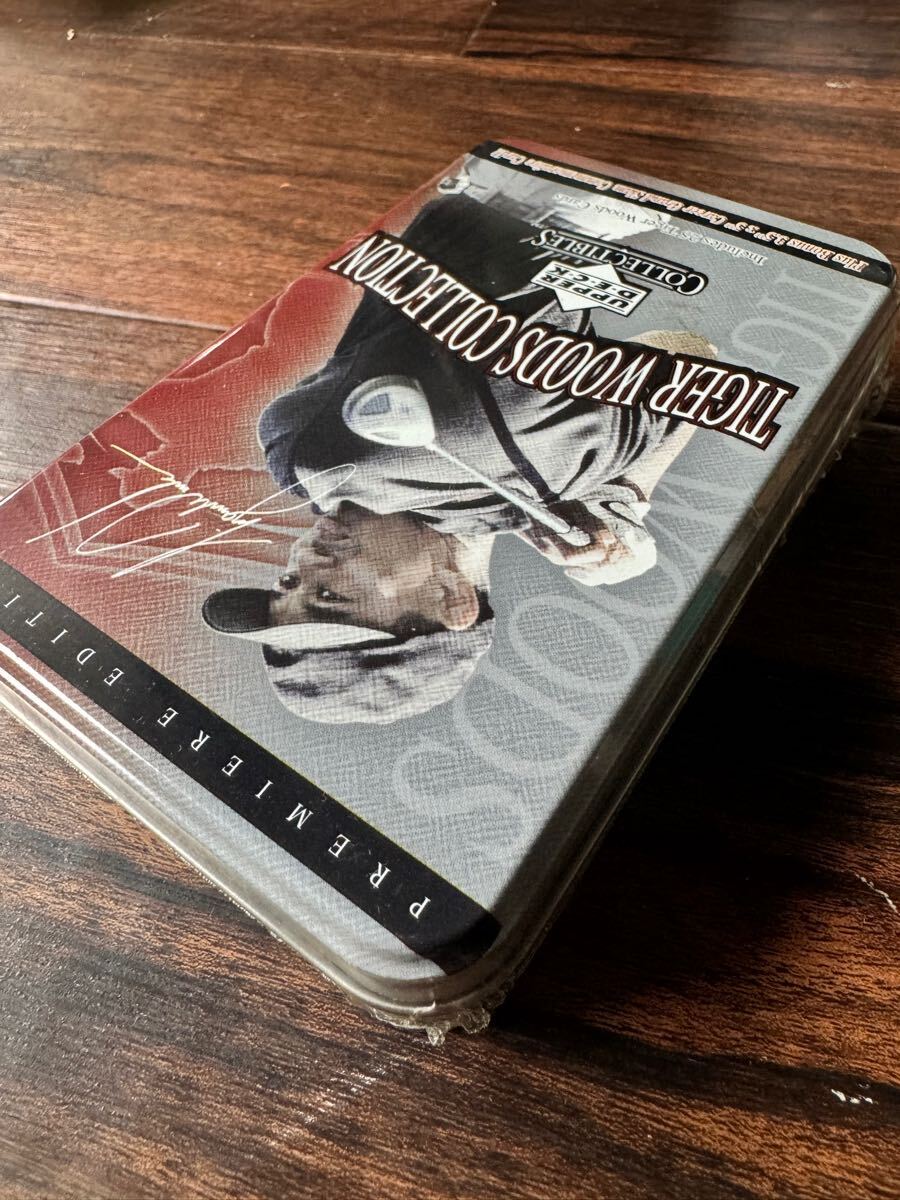 Plus Bonus 3.5" x 5" Career Grand Slam Commemorative Card!
Includes 25 Tiger Woods Cards
UPPER
DECK
COLLECTIBLES
TIGER WOODS COLLECTION
WOODS
PREMIERE EDITI